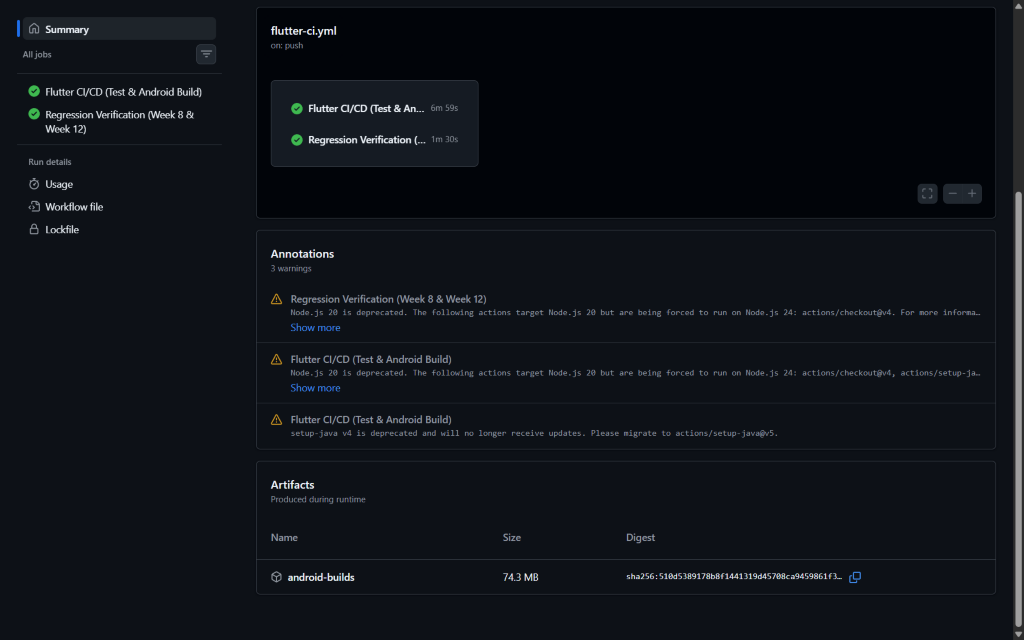 Summary
All jobs
Flutter CI/CD (Test & Android Build)
Regression Verification (Week 8 &
Week 12)
Run details
Usage
Workflow file
Lockfile
flutter-ci.yml
on: push
Flutter CI/CD (Test & An... 6m 59s
Regression Verification (... 1m 30s
Annotations
3 warnings
Regression Verification (Week 8 & Week 12)
Node.js 20 is deprecated. The following actions target Node.js 20 but are being forced to run on Node.js 24: actions/checkout@v4. For more informa…
Show more
Flutter CI/CD (Test & Android Build)
Node.js 20 is deprecated. The following actions target Node.js 20 but are being forced to run on Node.js 24: actions/checkout@v4, actions/setup-ja…
Show more
Flutter CI/CD (Test & Android Build)
setup-java v4 is deprecated and will no longer receive updates. Please migrate to actions/setup-java@v5.
Artifacts
Produced during runtime
Name Size Digest
android-builds 74.3 MB sha256:510d5389178b8f1441319d45708ca9459861f3…